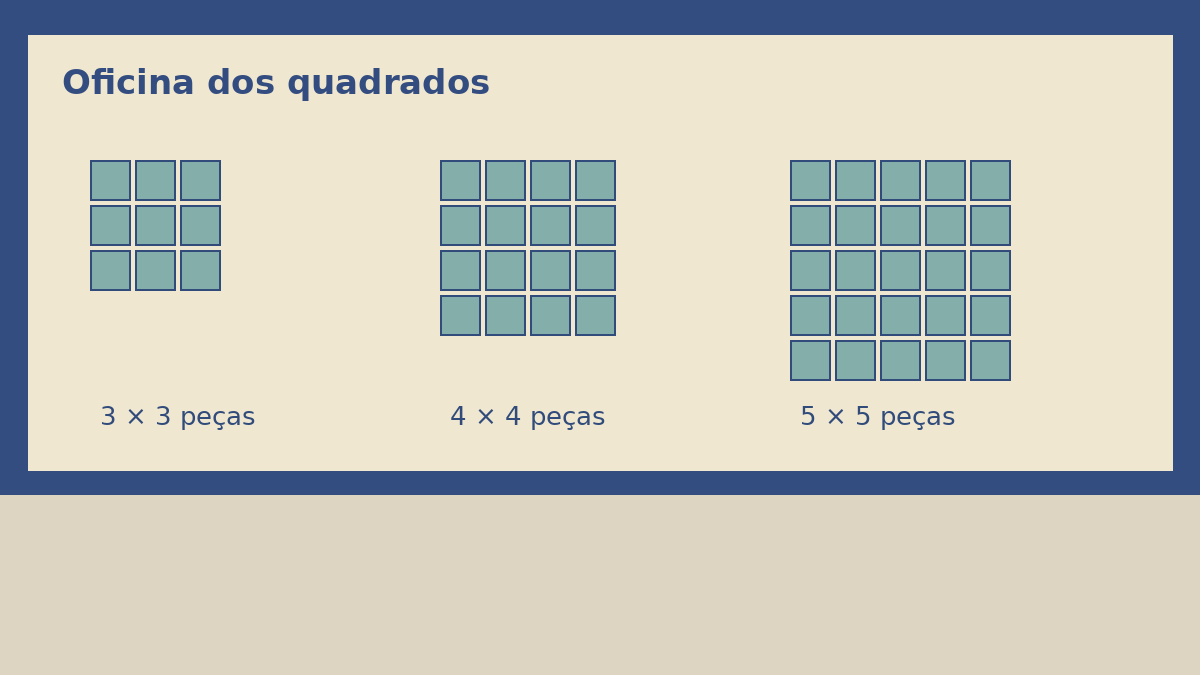 Oficina dos quadrados
3 × 3 peças
4 × 4 peças
5 × 5 peças